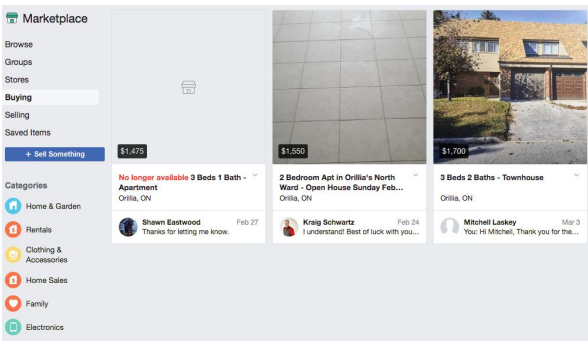 Marketplace
Browse
Groups
Stores
Buying
Selling
Saved Items
+ Sell Something
Categories
Home & Garden
Rentals
Clothing &
Accessories
Home Sales
Family
Electronics
$1,475
No longer available 3 Beds 1 Bath -
Apartment
Orillia, ON
Shawn Eastwood Feb 27
Thanks for letting me know.
$1,550
2 Bedroom Apt in Orillia's North
Ward - Open House Sunday Feb...
Orillia, ON
Kraig Schwartz Feb 24
I understand! Best of luck with you...
$1,700
3 Beds 2 Baths - Townhouse
Orillia, ON
Mitchell Laskey Mar 3
You: Hi Mitchell, Thank you for the...